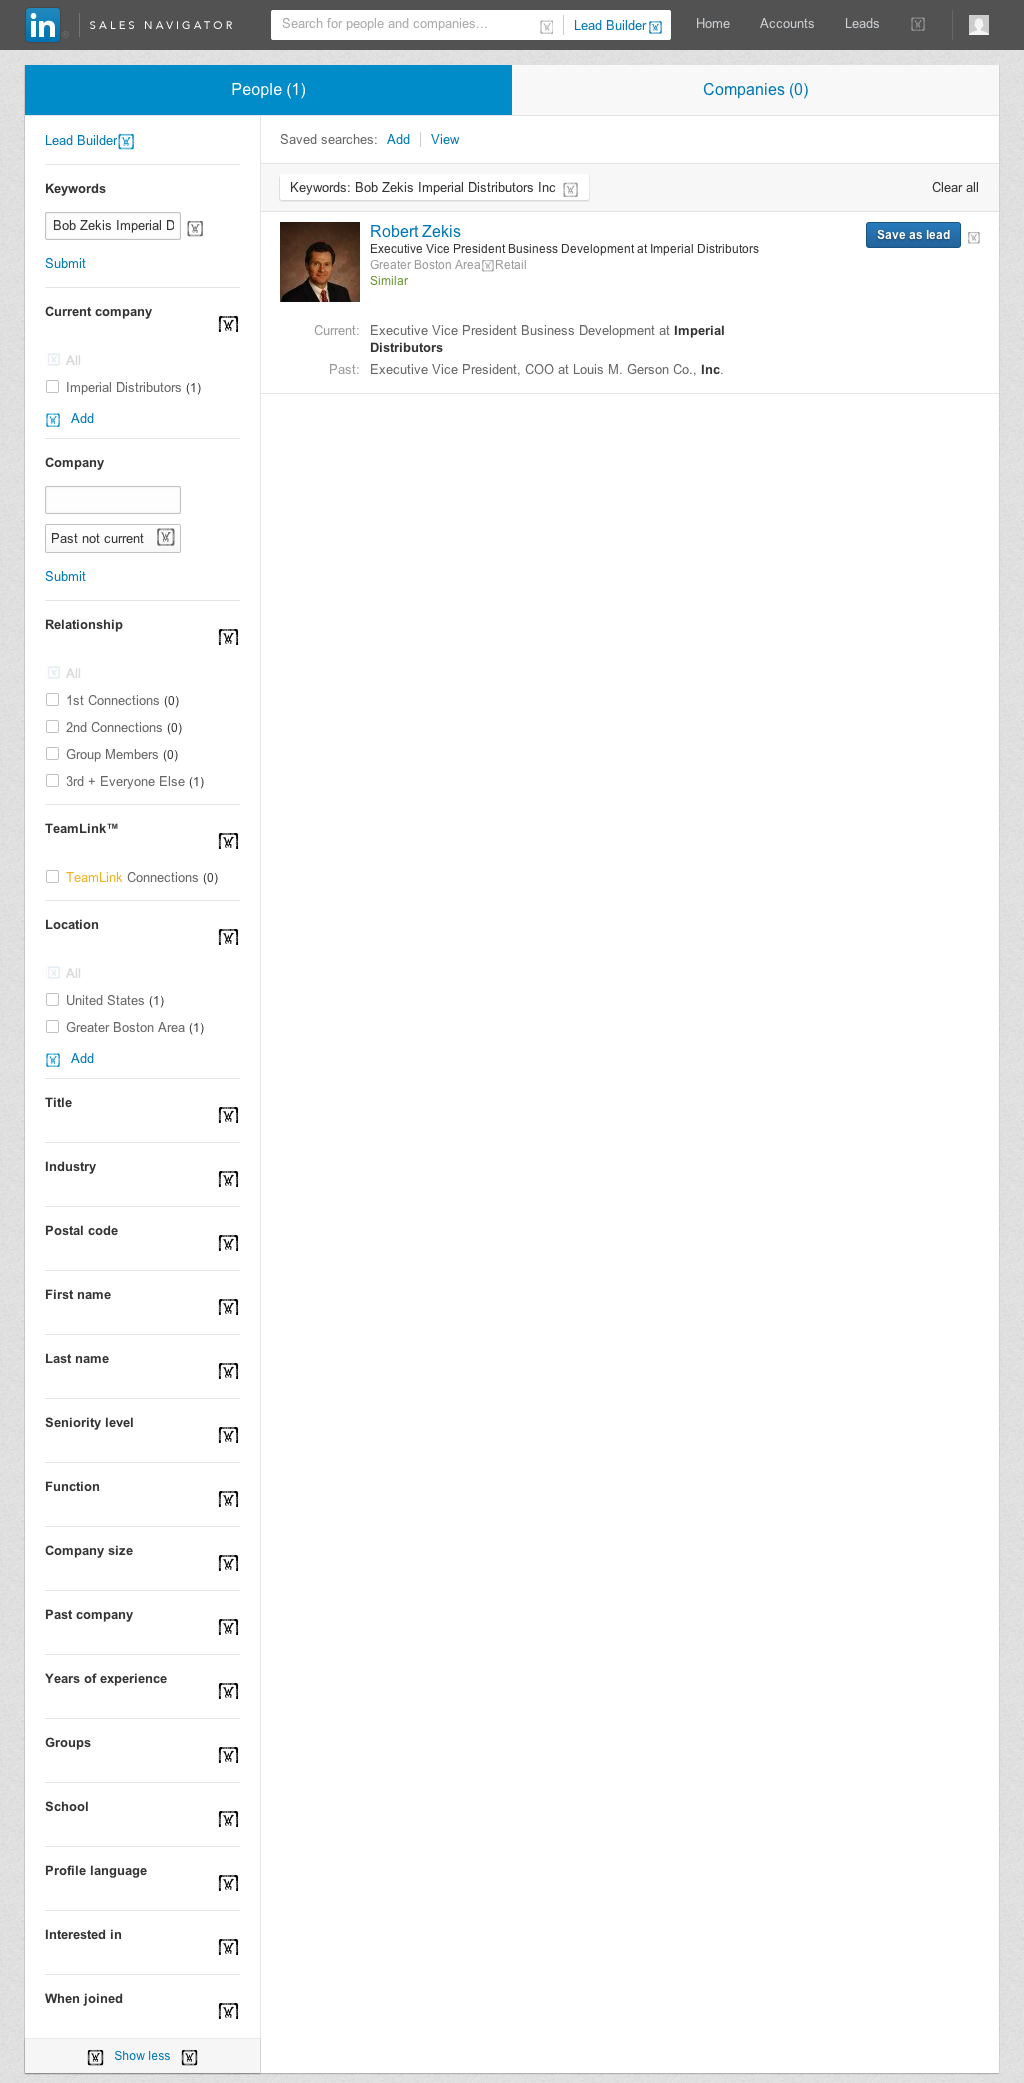 in SALES NAVIGATOR
Search for people and companies...
Lead Builder
Home
Accounts
Leads
People (1)
Companies (0)
Lead Builder
Keywords
Bob Zekis Imperial D
Submit
Current company
All
Imperial Distributors (1)
Add
Company
Past not current
Submit
Relationship
All
1st Connections (0)
2nd Connections (0)
Group Members (0)
3rd + Everyone Else (1)
TeamLink™
TeamLink Connections (0)
Location
All
United States (1)
Greater Boston Area (1)
Add
Title
Industry
Postal code
First name
Last name
Seniority level
Function
Company size
Past company
Years of experience
Groups
School
Profile language
Interested in
When joined
Show less
Saved searches: Add View
Keywords: Bob Zekis Imperial Distributors Inc
Clear all
Robert Zekis
Save as lead
Executive Vice President Business Development at Imperial Distributors
Greater Boston Area Retail
Similar
Current: Executive Vice President Business Development at Imperial
Distributors
Past: Executive Vice President, COO at Louis M. Gerson Co., Inc.